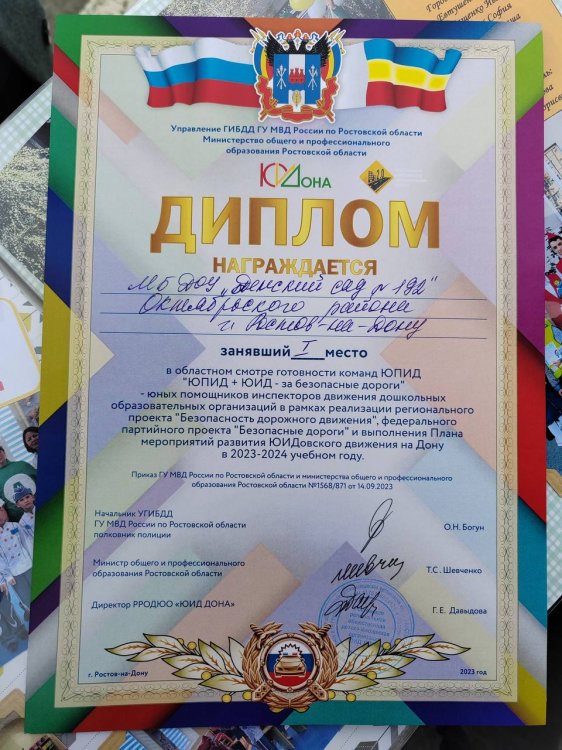 Управление ГИБДД ГУ МВД России по Ростовской области
Министерство общего и профессионального
образования Ростовской области
ЮИДДОНА
ДИПЛОМ
НАГРАЖДАЕТСЯ
МБДОУ „Детский сад № 192"
Октябрьского района
г. Ростов-на-Дону
занявший I место
в областном смотре готовности команд ЮПИД
"ЮПИД + ЮИД - за безопасные дороги"
- юных помощников инспекторов движения дошкольных
образовательных организаций в рамках реализации регионального
проекта "Безопасность дорожного движения", федерального
партийного проекта "Безопасные дороги" и выполнения Плана
мероприятий развития ЮИДовского движения на Дону
в 2023-2024 учебном году.
Приказ ГУ МВД России по Ростовской области и министерства общего и профессионального
образования Ростовской области №1568/871 от 14.09.2023
Начальник УГИБДД
ГУ МВД России по Ростовской области
полковник полиции
О.Н. Богун
Министр общего и профессионального
образования Ростовской области
Т.С. Шевченко
Директор РРОДЮО «ЮИД ДОНА»
Г.Е. Давыдова
г. Ростов-на-Дону
2023 год